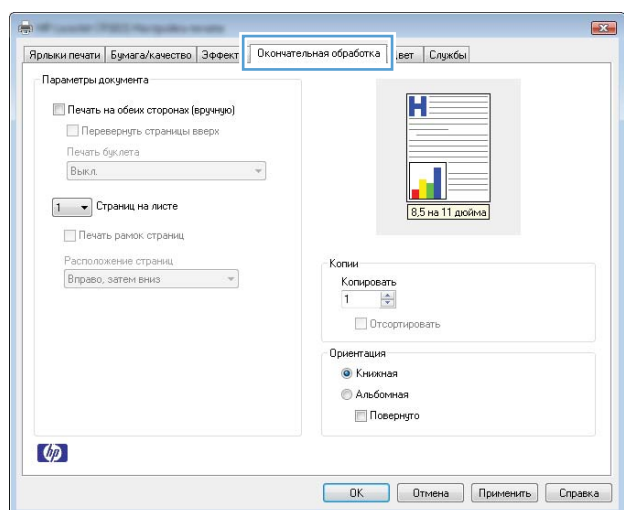 Ярлыки печати Бумага/качество Эффект Окончательная обработка вет Службы
Параметры документа
Печать на обеих сторонах (вручную)
Перевернуть страницы вверх
Печать буклета
Выкл.
1 Страниц на листе
Печать рамок страниц
Расположение страниц
Вправо, затем вниз
H
8,5 на 11 дюйма
Копии
Копировать
1
Отсортировать
Ориентация
Книжная
Альбомная
Повернуто
hp
OK Отмена Применить Справка